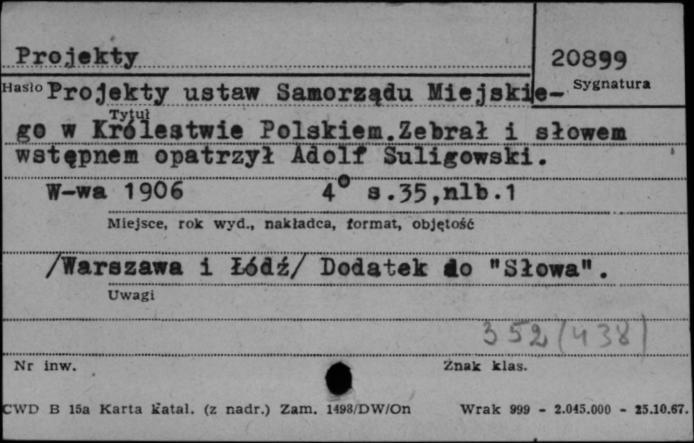 Projekty
20899
Hasło
Sygnatura
Projekty ustaw Samorządu Miejskie-
Tytuł
go w Królestwie Polskiem.Zebrał i słowem
wstępnem opatrzył Adolf Suligowski.
W-wa 1906 4° s.35,nlb.1
Miejsce, rok wyd., nakładca, format, objętość
/Warszawa i Łódź/ Dodatek do "Słowa".
Uwagi
352(438)
Nr inw. Znak klas.
CWD B 15a Karta katal. (z nadr.) Zam. 1498/DW/On Wrak 999 - 2.045.000 - 25.10.67.